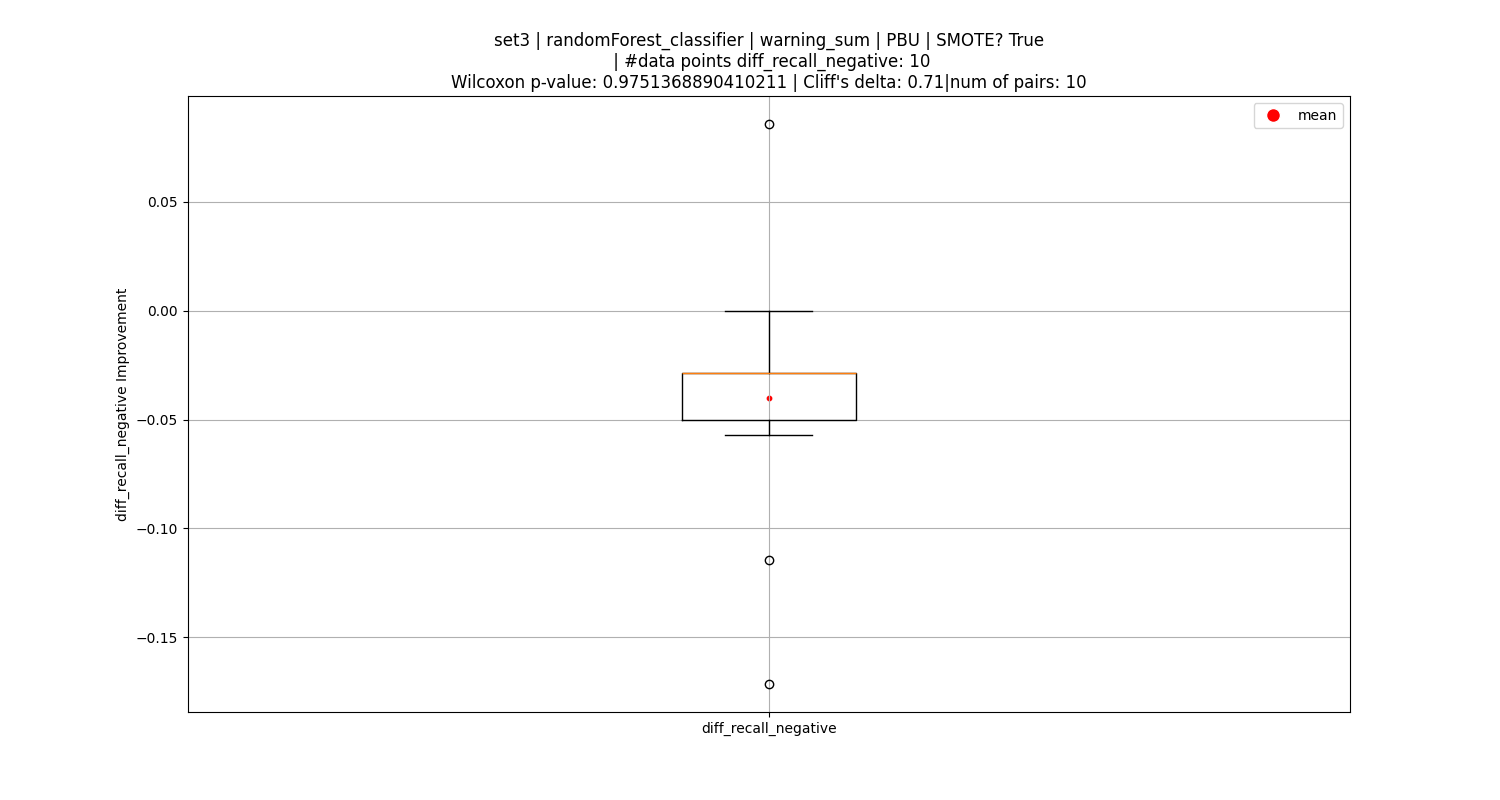 set3 | randomForest_classifier | warning_sum | PBU | SMOTE? True
| #data points diff_recall_negative: 10
Wilcoxon p-value: 0.9751368890410211 | Cliff's delta: 0.71|num of pairs: 10
mean
0.05
0.00
−0.05
−0.10
−0.15
diff_recall_negative Improvement
diff_recall_negative